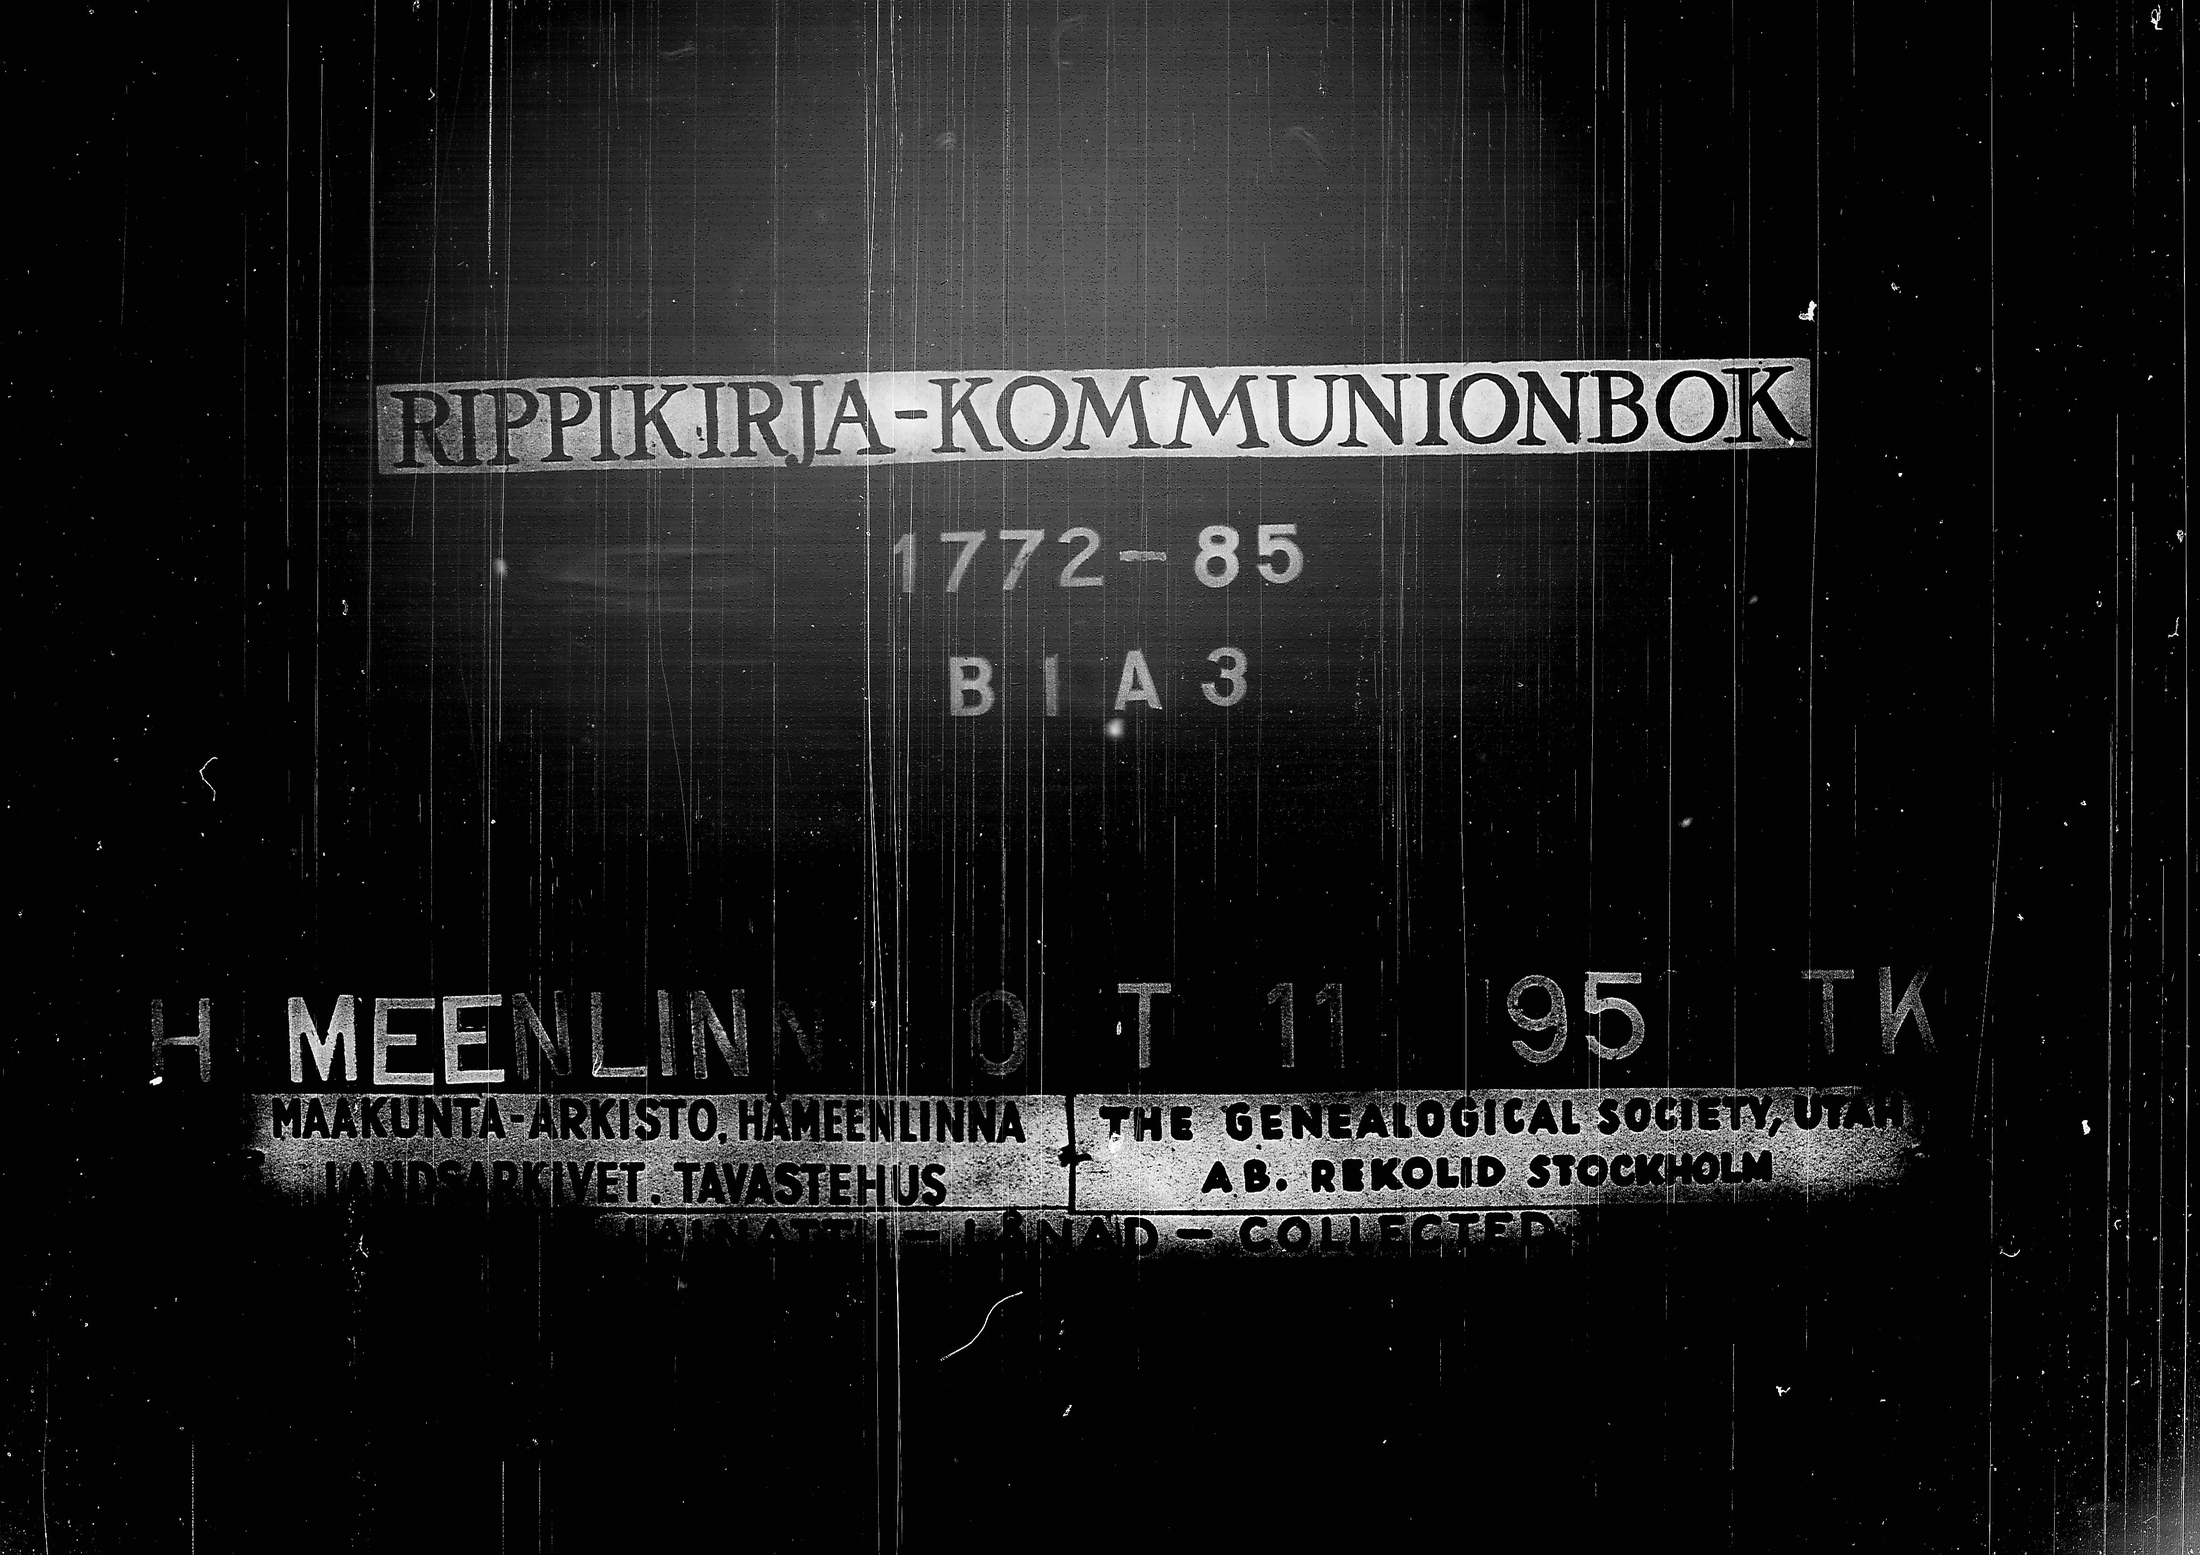 RIPPIKIRJA-KOMMUNIONBOK
1772-85
B I A 3
H MEENLINN O T 11 95 TK
MAAKUNTA-ARKISTO, HÄMEENLINNA
LANDSARKIVET. TAVASTEHUS
THE GENEALOGICAL SOCIETY, UTAH
AB. REKOLID STOCKHOLM
LAINATTU - LÅNAD - COLLECTED